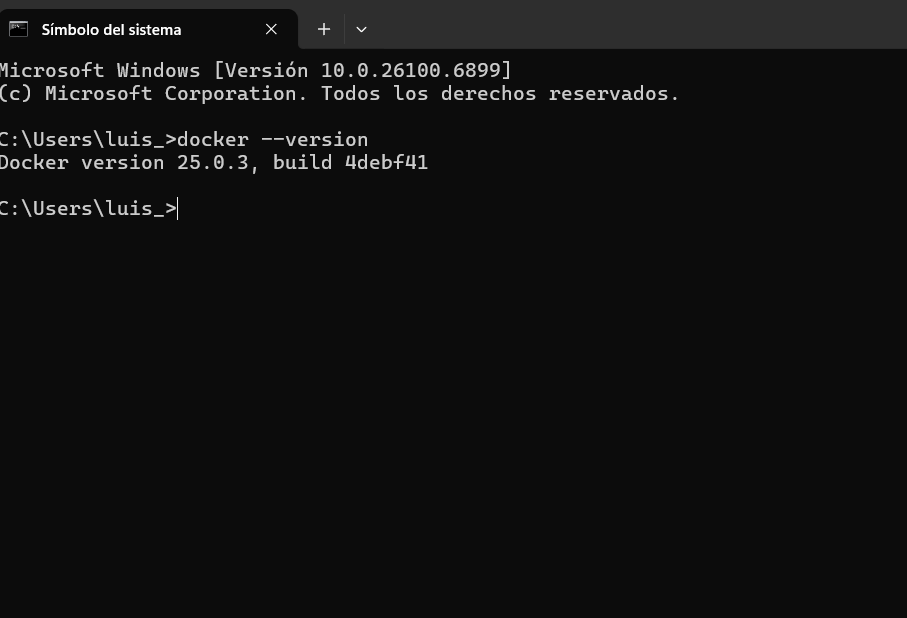 Símbolo del sistema
Microsoft Windows [Versión 10.0.26100.6899]
(c) Microsoft Corporation. Todos los derechos reservados.
C:\Users\luis_>docker --version
Docker version 25.0.3, build 4debf41
C:\Users\luis_>